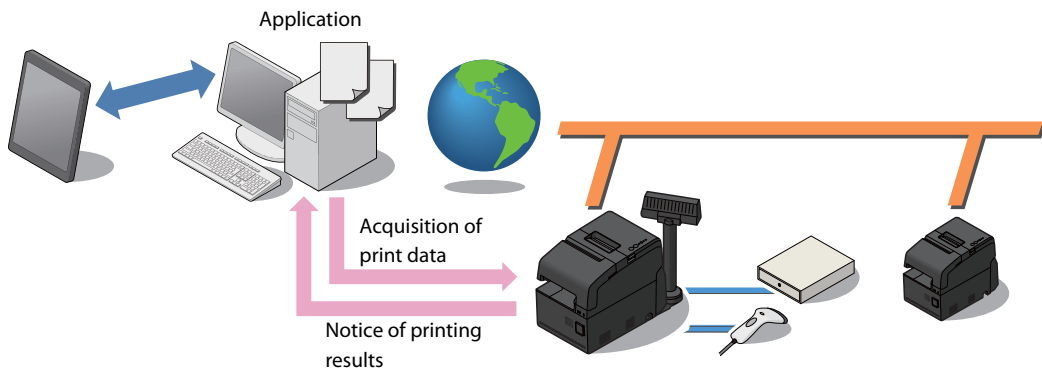 Application
Acquisition of
print data
Notice of printing
results